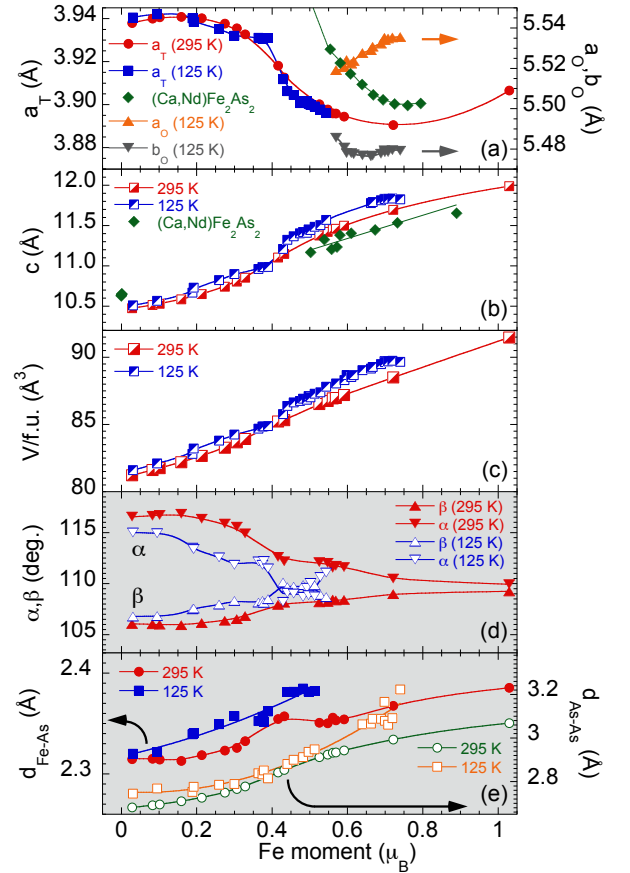 3.94
3.92
3.90
3.88
a_T (Å)
a_T (295 K)
a_T (125 K)
(Ca,Nd)Fe_2As_2
a_O (125 K)
b_O (125 K)
5.54
5.52
5.50
5.48
a_O,b_O (Å)
(a)
12.0
11.5
11.0
10.5
c (Å)
295 K
125 K
(Ca,Nd)Fe_2As_2
(b)
90
85
80
V/f.u. (Å^3)
295 K
125 K
(c)
115
110
105
α,β (deg.)
α
β
β (295 K)
α (295 K)
β (125 K)
α (125 K)
(d)
2.4
2.3
d_Fe-As (Å)
295 K
125 K
3.2
3
2.8
d_As-As (Å)
295 K
125 K
(e)
0 0.2 0.4 0.6 0.8 1
Fe moment (μ_B)